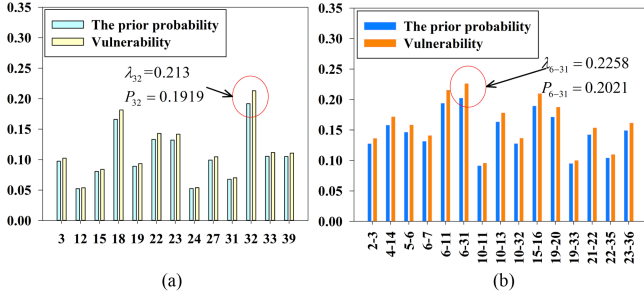 (a)
0.35
0.30
0.25
0.20
0.15
0.10
0.05
0.00
The prior probability
Vulnerability
λ32=0.213
P32 = 0.1919
3 12 15 18 19 22 23 24 27 31 32 33 39
(a)
0.35
0.30
0.25
0.20
0.15
0.10
0.05
0.00
The prior probability
Vulnerability
λ6−31 = 0.2258
P6−31 = 0.2021
2-3
4-14
5-6
6-7
6-11
6-31
10-11
10-13
10-32
15-16
19-20
19-33
21-22
22-35
23-36
(b)